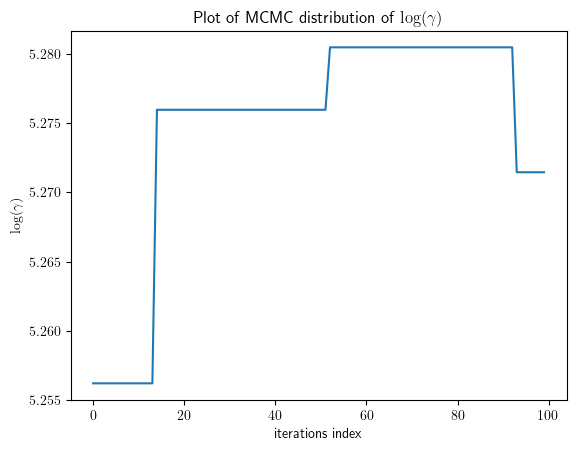 Plot of MCMC distribution of log(γ)
5.280
5.275
5.270
5.265
5.260
5.255
log(γ)
0 20 40 60 80 100
iterations index